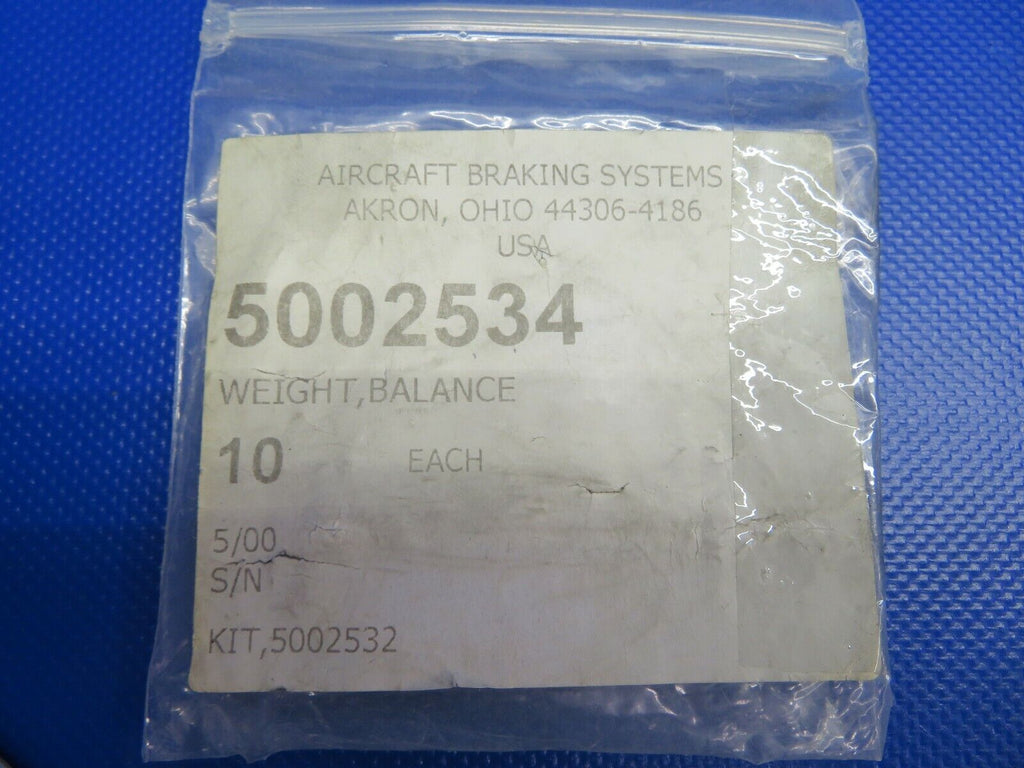 AIRCRAFT BRAKING SYSTEMS
AKRON, OHIO 44306-4186
USA
5002534
WEIGHT,BALANCE
10 EACH
5/00
S/N
KIT,5002532